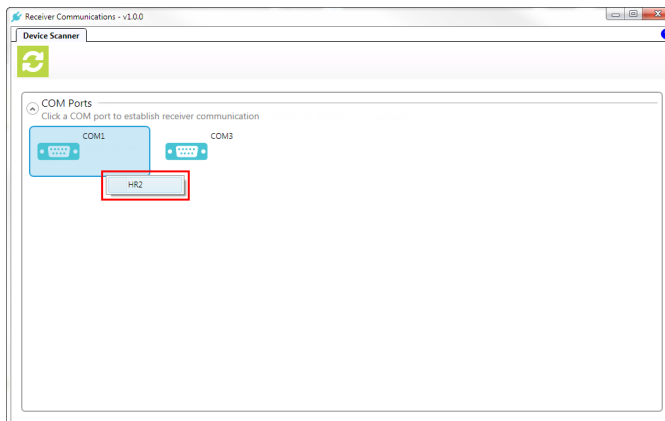 Receiver Communications - v1.0.0
Device Scanner
COM Ports
Click a COM port to establish receiver communication
COM1
COM3
HR2